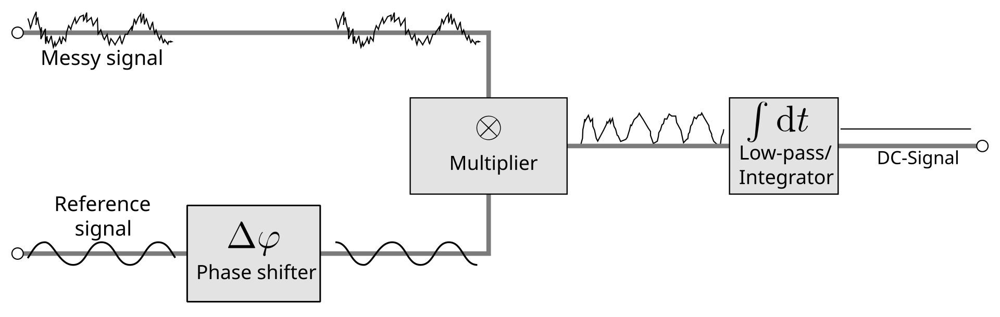 Messy signal
⊗
Multiplier
∫ dt
Low-pass/
Integrator
DC-Signal
Reference
signal
Δφ
Phase shifter